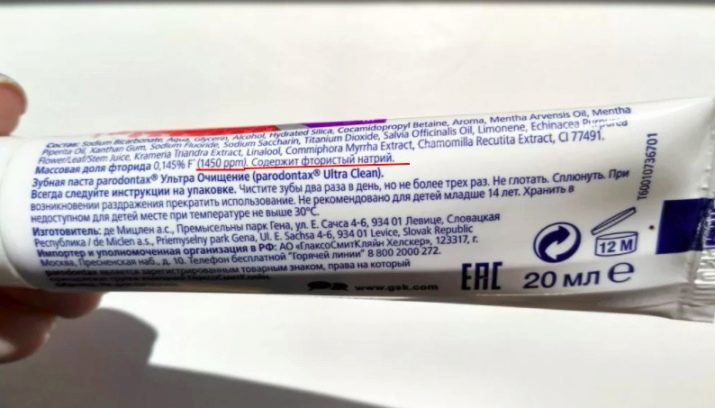 Состав: Sodium Bicarbonate, Aqua, Glycerin, Alcohol, Hydrated Silica, Cocamidopropyl Betaine, Aroma, Mentha Arvensis Oil, Mentha
Piperita Oil, Xanthan Gum, Sodium Fluoride, Sodium Saccharin, Titanium Dioxide, Salvia Officinalis Oil, Limonene, Echinacea Purpurea
Flower/Leaf/Stem Juice, Krameria Triandra Extract, Linalool, Commiphora Myrrha Extract, Chamomilla Recutita Extract, CI 77491.
Массовая доля фторида 0,145% F (1450 ppm). Содержит фтористый натрий.
Зубная паста parodontax® Ультра Очищение (parodontax® Ultra Clean).
Всегда следуйте инструкции на упаковке. Чистите зубы два раза в день, но не более трех раз. Не глотать. Сплюнуть. При
возникновении раздражения прекратить использование. Не рекомендовано для детей младше 14 лет. Хранить в
недоступном для детей месте при температуре не выше 30°C.
Изготовитель: де Мицлен а.с., Премысельны парк Гена, ул. Е. Сачса 4-6, 934 01 Левице, Словацкая
Республика / de Miclen a.s., Priemyselny park Gena, Ul. E. Sachsa 4-6, 934 01 Levice, Slovak Republic
Импортер и уполномоченная организация в РФ: АО «ГлаксоСмитКляйн Хелскер», 123317, г.
Москва, Пресненская наб., д. 10. Телефон бесплатной "Горячей линии" 8 800 2000 272.
зарегистрированным товарным знаком, права на который
www.gsk.com
EAC
20 мл e
12 M
T60010736701